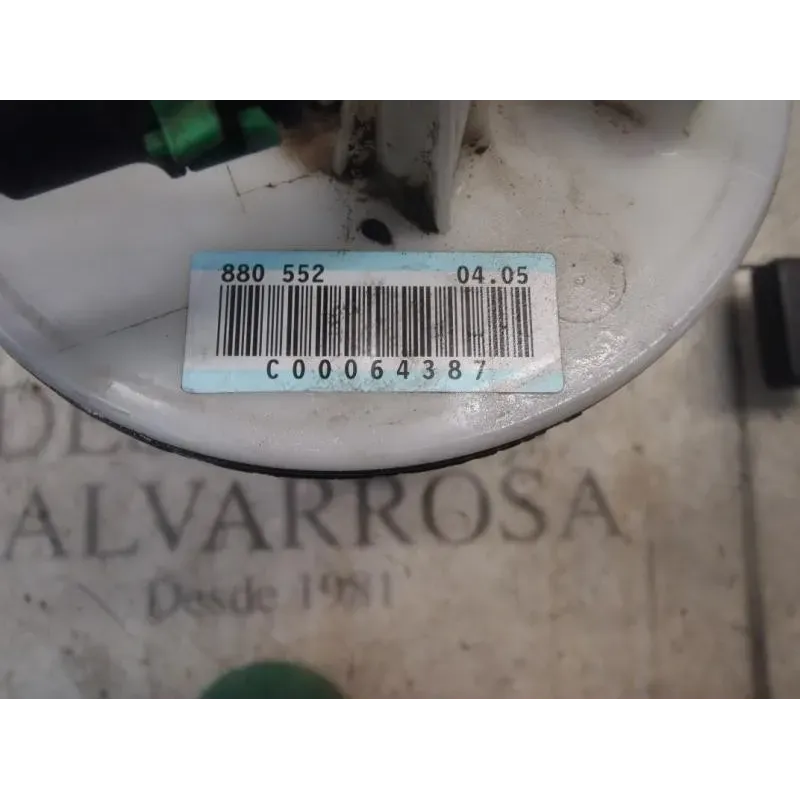 880 552 04.05
C00064387
ALVARROSA
Desde 1981